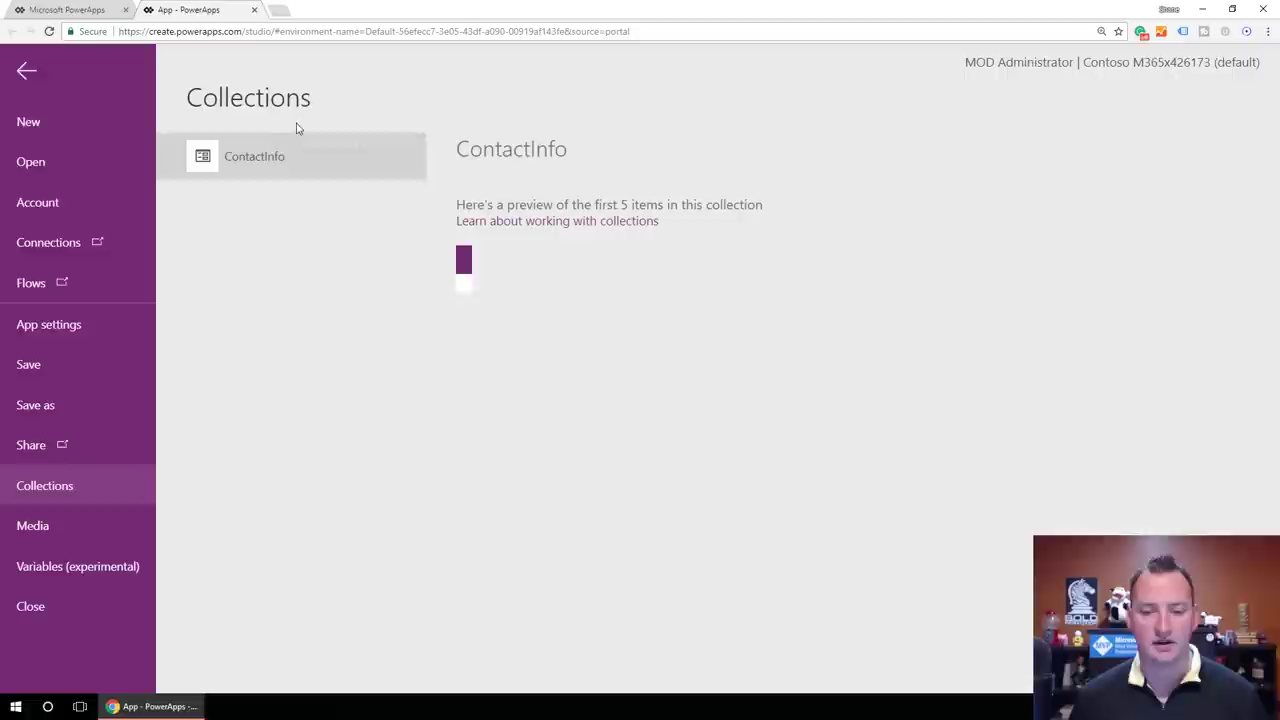 Microsoft PowerApps
App - PowerApps
Shane
Secure
https://create.powerapps.com/studio/#environment-name=Default-56efecc7-3e05-43df-a090-00919af143fe&source=portal
MOD Administrator | Contoso M365x426173 (default)
New
Open
Account
Connections
Flows
App settings
Save
Save as
Share
Collections
Media
Variables (experimental)
Close
Collections
ContactInfo
ContactInfo
Here's a preview of the first 5 items in this collection
Learn about working with collections
BOLD
App - PowerApps -...